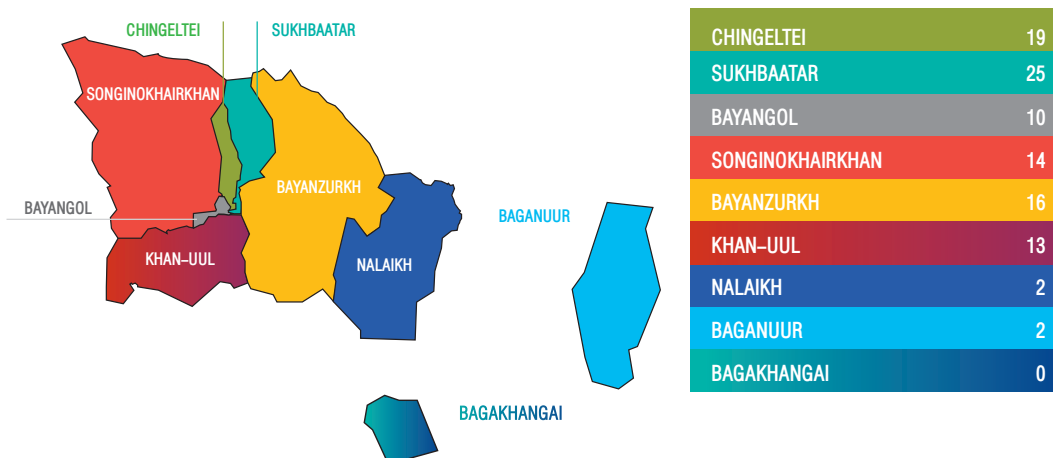 CHINGELTEI
SUKHBAATAR
SONGINOKHAIRKHAN
BAYANZURKH
BAYANGOL
BAGANUUR
KHAN-UUL
NALAIKH
BAGAKHANGAI
CHINGELTEI 19
SUKHBAATAR 25
BAYANGOL 10
SONGINOKHAIRKHAN 14
BAYANZURKH 16
KHAN-UUL 13
NALAIKH 2
BAGANUUR 2
BAGAKHANGAI 0